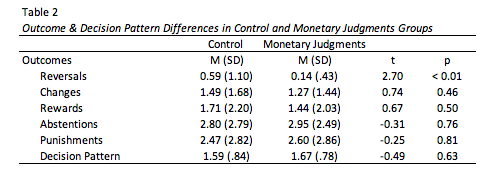 Table 2
Outcome & Decision Pattern Differences in Control and Monetary Judgments Groups
Control Monetary Judgments
Outcomes M (SD) M (SD) t p
Reversals 0.59 (1.10) 0.14 (.43) 2.70 < 0.01
Changes 1.49 (1.68) 1.27 (1.44) 0.74 0.46
Rewards 1.71 (2.20) 1.44 (2.03) 0.67 0.50
Abstentions 2.80 (2.79) 2.95 (2.49) -0.31 0.76
Punishments 2.47 (2.82) 2.60 (2.86) -0.25 0.81
Decision Pattern 1.59 (.84) 1.67 (.78) -0.49 0.63